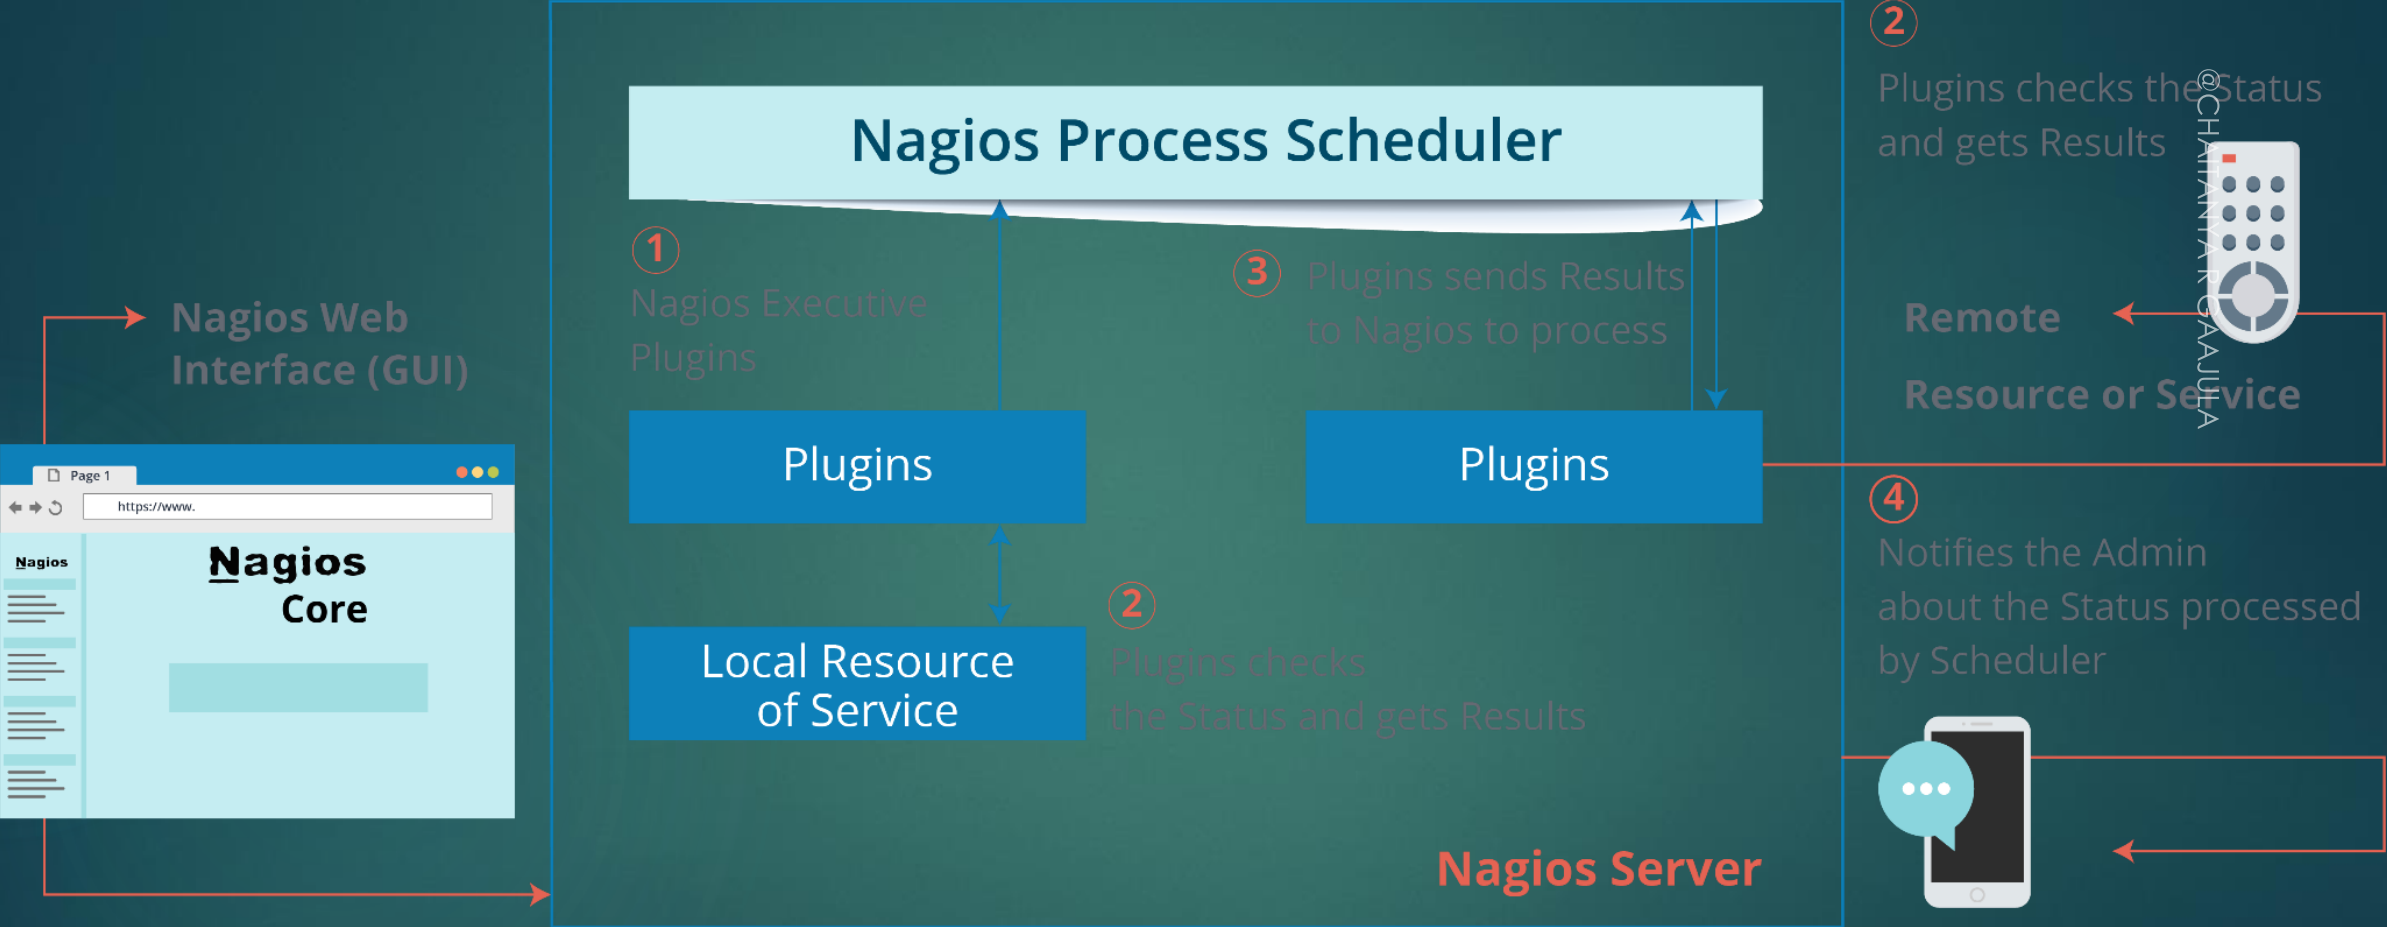 Nagios Process Scheduler
1
Nagios Executive
Plugins
3
Plugins sends Results
to Nagios to process
2
Plugins checks the Status
and gets Results
@CHAITANYA R GAAJULA
Nagios Web
Interface (GUI)
Remote
Resource or Service
Page 1
https://www.
Nagios
Nagios
Core
Plugins
Plugins
Local Resource
of Service
2
Plugins checks
the Status and gets Results
4
Notifies the Admin
about the Status processed
by Scheduler
Nagios Server